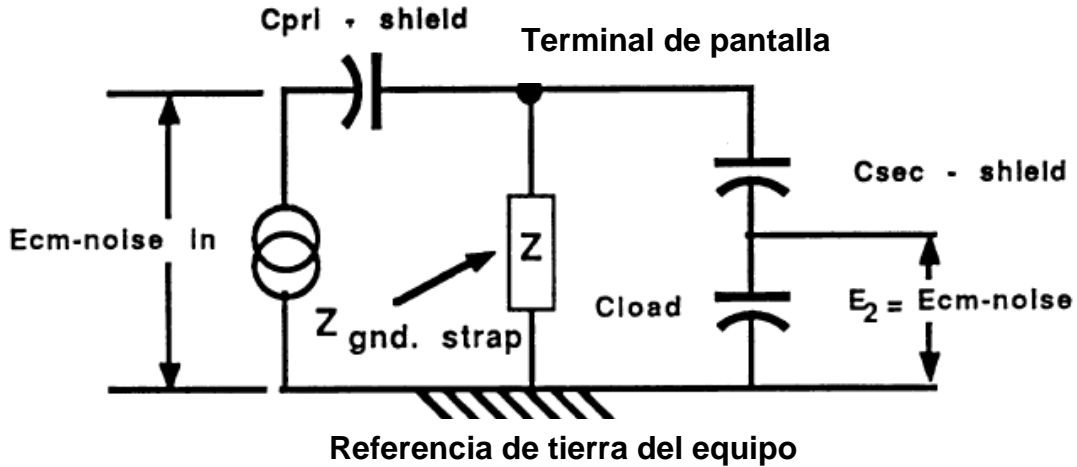 Cpri - shield
Terminal de pantalla
Csec - shield
Ecm-noise in
Z
Z gnd. strap
Cload
E2 = Ecm-noise
Referencia de tierra del equipo